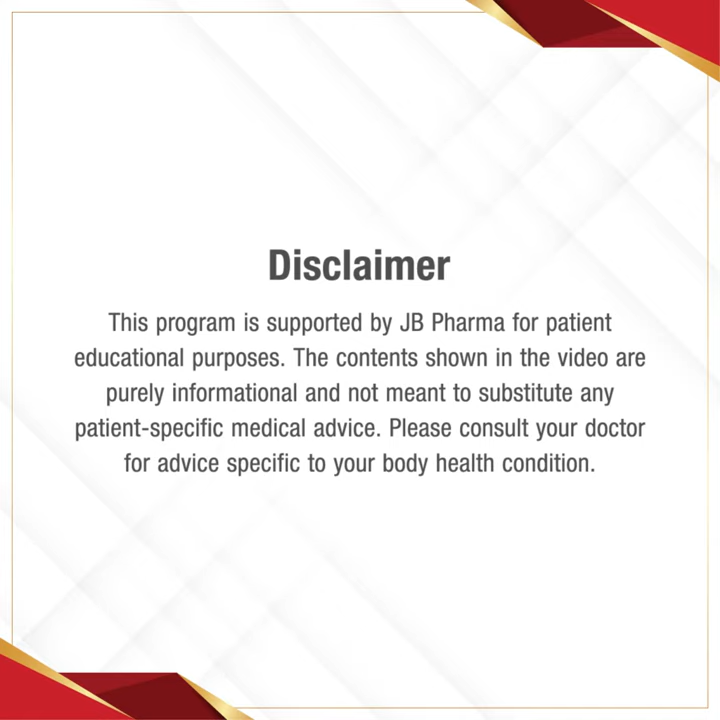 Disclaimer
This program is supported by JB Pharma for patient
educational purposes. The contents shown in the video are
purely informational and not meant to substitute any
patient-specific medical advice. Please consult your doctor
for advice specific to your body health condition.